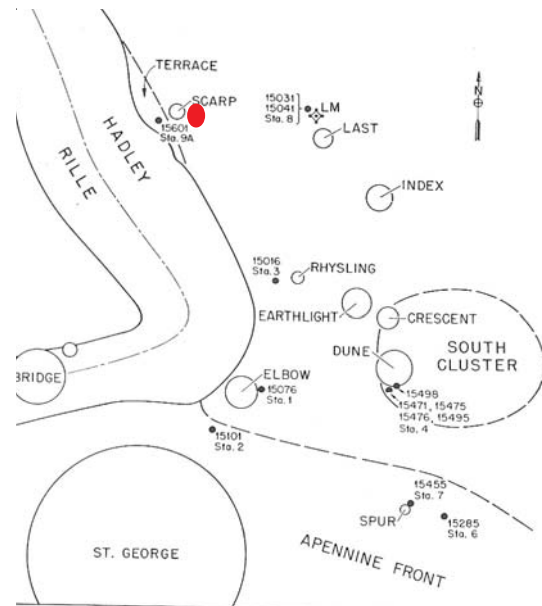 TERRACE
SCARP
15601
Sta. 9A
HADLEY
RILLE
15031
15041
Sta. 8
LM
LAST
N
INDEX
15016
Sta. 3
RHYSLING
EARTHLIGHT
CRESCENT
DUNE
SOUTH
CLUSTER
BRIDGE
ELBOW
15076
Sta. 1
15498
15471, 15475
15476, 15495
Sta. 4
15101
Sta. 2
15455
Sta. 7
SPUR
15285
Sta. 6
ST. GEORGE
APENNINE FRONT